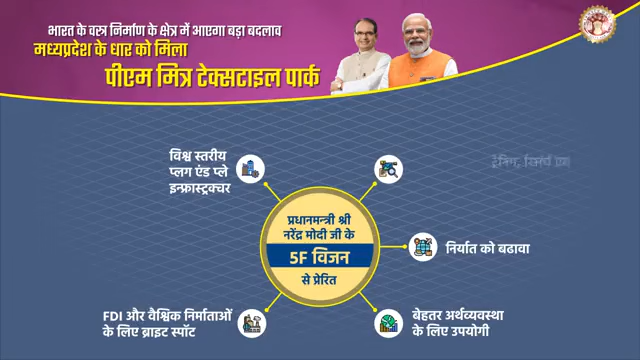 भारत के वस्त्र निर्माण के क्षेत्र में आएगा बड़ा बदलाव
मध्यप्रदेश के धार को मिला
पीएम मित्र टेक्सटाइल पार्क
विश्व स्तरीय
प्लग एंड प्ले
इन्फ्रास्ट्रक्चर
प्रधानमन्त्री श्री
नरेंद्र मोदी जी के
5F विजन
से प्रेरित
निर्यात को बढावा
FDI और वैश्विक निर्माताओं
के लिए ब्राइट स्पॉट
बेहतर अर्थव्यवस्था
के लिए उपयोगी